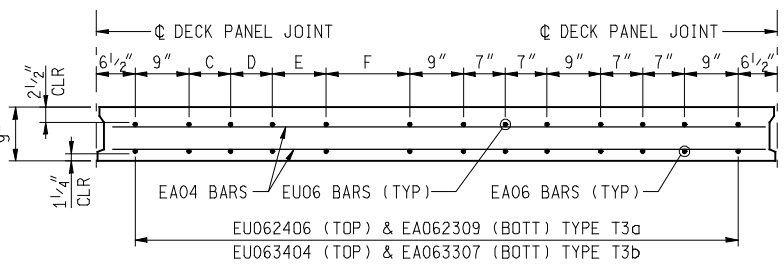 ℄ DECK PANEL JOINT
℄ DECK PANEL JOINT
6½" 9" C D E F 9" 7" 7" 9" 7" 7" 9" 6½"
2½" CLR
9"
1¼" CLR
EA04 BARS EU06 BARS (TYP) EA06 BARS (TYP)
EU062406 (TOP) & EA062309 (BOTT) TYPE T3a
EU063404 (TOP) & EA063307 (BOTT) TYPE T3b